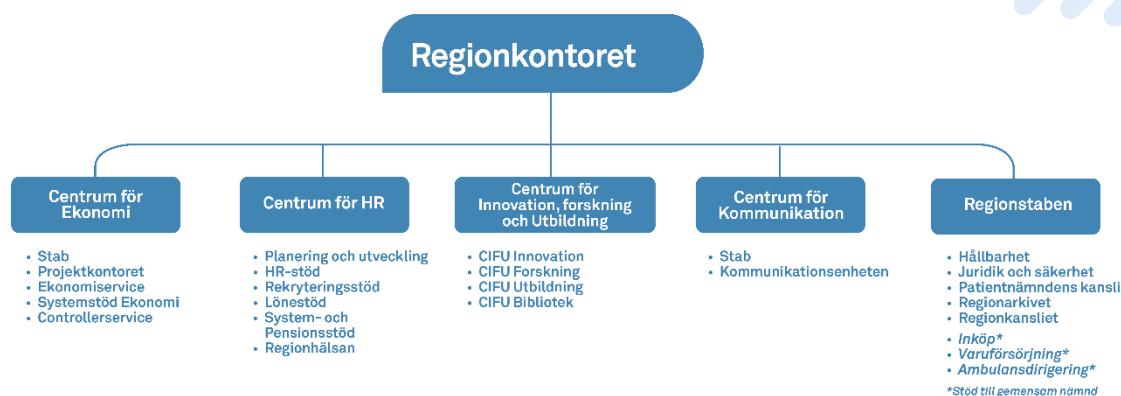 Regionkontoret
Centrum för
Ekonomi
• Stab
• Projektkontoret
• Ekonomiservice
• Systemstöd Ekonomi
• Controllerservice
Centrum för HR
• Planering och utveckling
• HR-stöd
• Rekryteringsstöd
• Lönestöd
• System- och
Pensionsstöd
• Regionhälsan
Centrum för
Innovation, forskning
och Utbildning
• CIFU Innovation
• CIFU Forskning
• CIFU Utbildning
• CIFU Bibliotek
Centrum för
Kommunikation
• Stab
• Kommunikationsenheten
Regionstaben
• Hållbarhet
• Juridik och säkerhet
• Patientnämndens kansli
• Regionarkivet
• Regionkansliet
• Inköp*
• Varuförsörjning*
• Ambulansdirigering*
*Stöd till gemensam nämnd